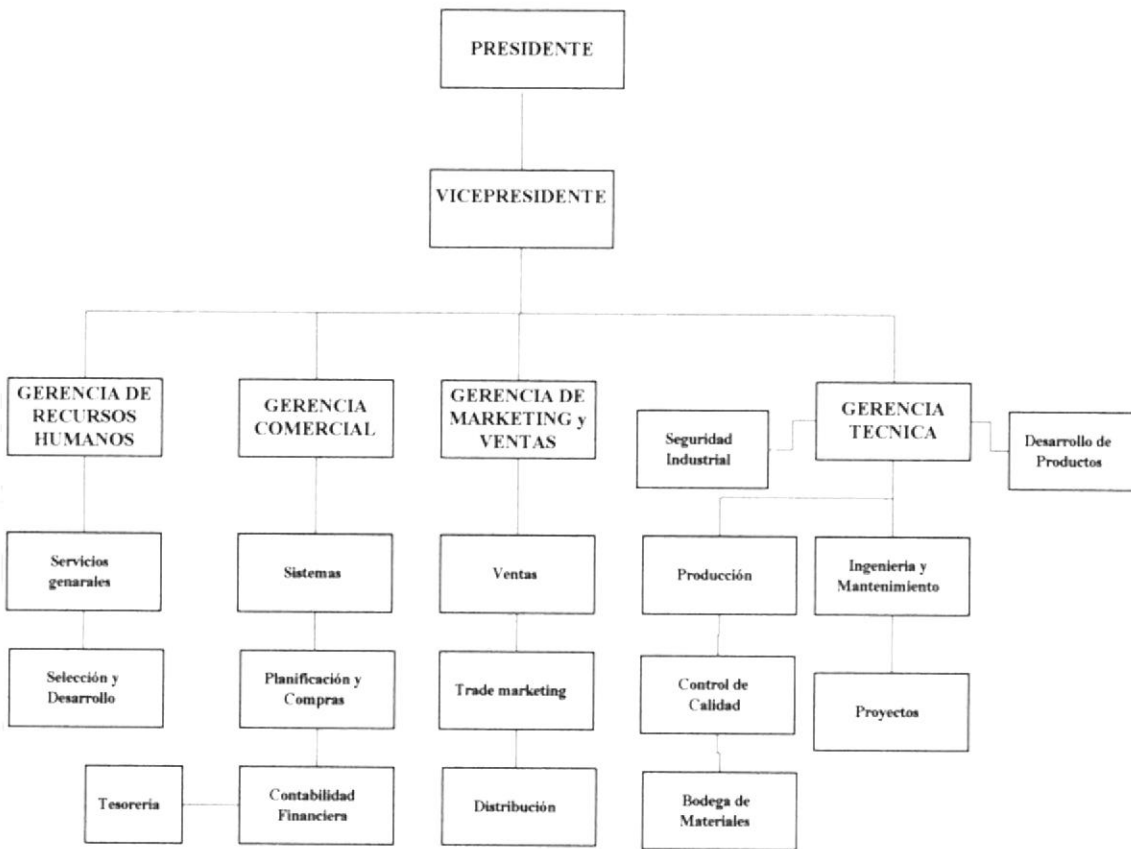 PRESIDENTE
VICEPRESIDENTE
GERENCIA DE
RECURSOS
HUMANOS
GERENCIA
COMERCIAL
GERENCIA DE
MARKETING y
VENTAS
GERENCIA
TECNICA
Seguridad
Industrial
Desarrollo de
Productos
Servicios
genarales
Sistemas
Ventas
Producción
Ingenieria y
Mantenimiento
Selección y
Desarrollo
Planificación y
Compras
Trade marketing
Control de
Calidad
Proyectos
Tesoreria
Contabilidad
Financiera
Distribución
Bodega de
Materiales